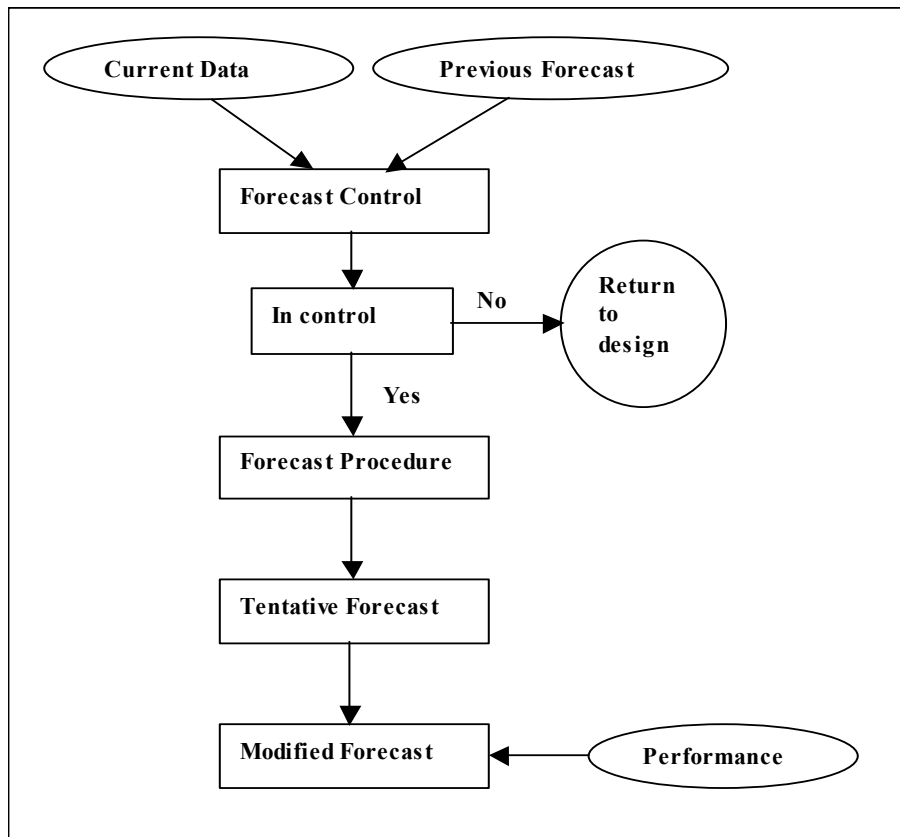 Current Data
Previous Forecast
Forecast Control
In control
No
Return
to
design
Yes
Forecast Procedure
Tentative Forecast
Modified Forecast
Performance